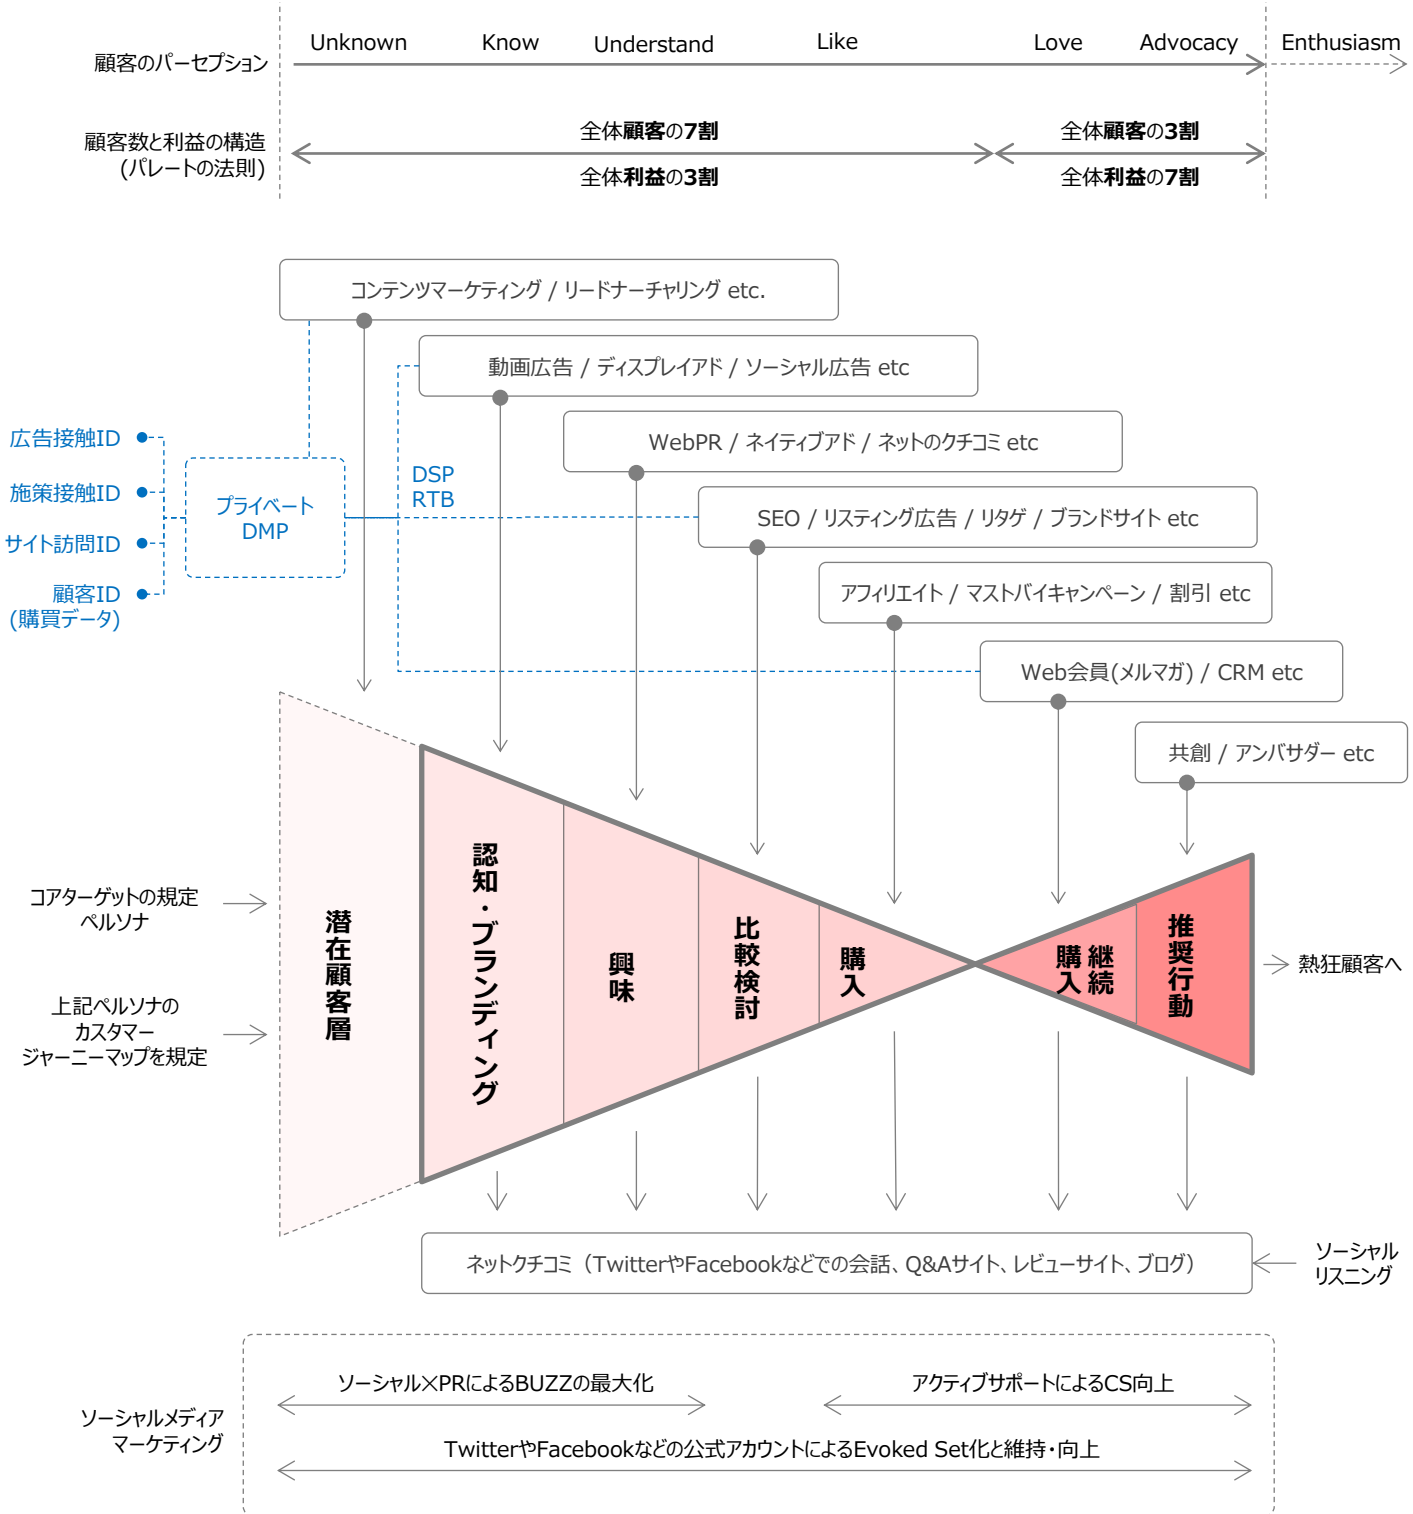 Unknown
Know
Understand
Like
Love
Advocacy
Enthusiasm
顧客のパーセプション
顧客数と利益の構造
(パレートの法則)
全体顧客の7割
全体利益の3割
全体顧客の3割
全体利益の7割
コンテンツマーケティング / リードナーチャリング etc.
動画広告 / ディスプレイアド / ソーシャル広告 etc
WebPR / ネイティブアド / ネットのクチコミ etc
SEO / リスティング広告 / リタゲ / ブランドサイト etc
アフィリエイト / マストバイキャンペーン / 割引 etc
Web会員(メルマガ) / CRM etc
共創 / アンバサダー etc
広告接触ID
施策接触ID
サイト訪問ID
顧客ID
(購買データ)
プライベート
DMP
DSP
RTB
コアターゲットの規定
ペルソナ
上記ペルソナの
カスタマー
ジャーニーマップを規定
潜在顧客層
認知・ブランディング
興味
比較検討
購入
継続
購入
推奨行動
熱狂顧客へ
ネットクチコミ（TwitterやFacebookなどでの会話、Q&Aサイト、レビューサイト、ブログ）
ソーシャル
リスニング
ソーシャルメディア
マーケティング
ソーシャル×PRによるBUZZの最大化
アクティブサポートによるCS向上
TwitterやFacebookなどの公式アカウントによるEvoked Set化と維持・向上